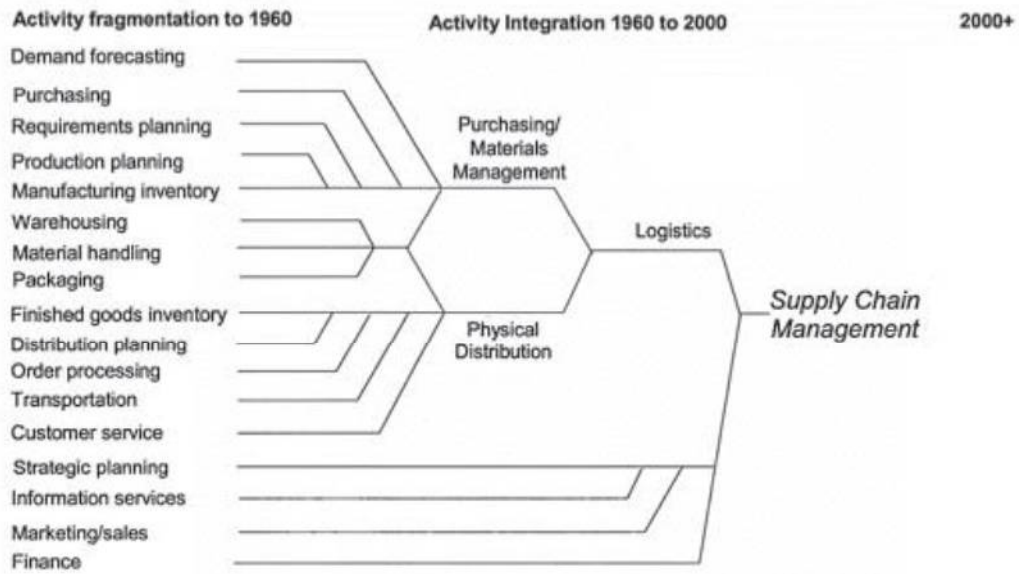 Activity fragmentation to 1960
Activity Integration 1960 to 2000
2000+
Demand forecasting
Purchasing
Requirements planning
Production planning
Manufacturing inventory
Warehousing
Material handling
Packaging
Finished goods inventory
Distribution planning
Order processing
Transportation
Customer service
Strategic planning
Information services
Marketing/sales
Finance
Purchasing/
Materials
Management
Physical
Distribution
Logistics
Supply Chain
Management